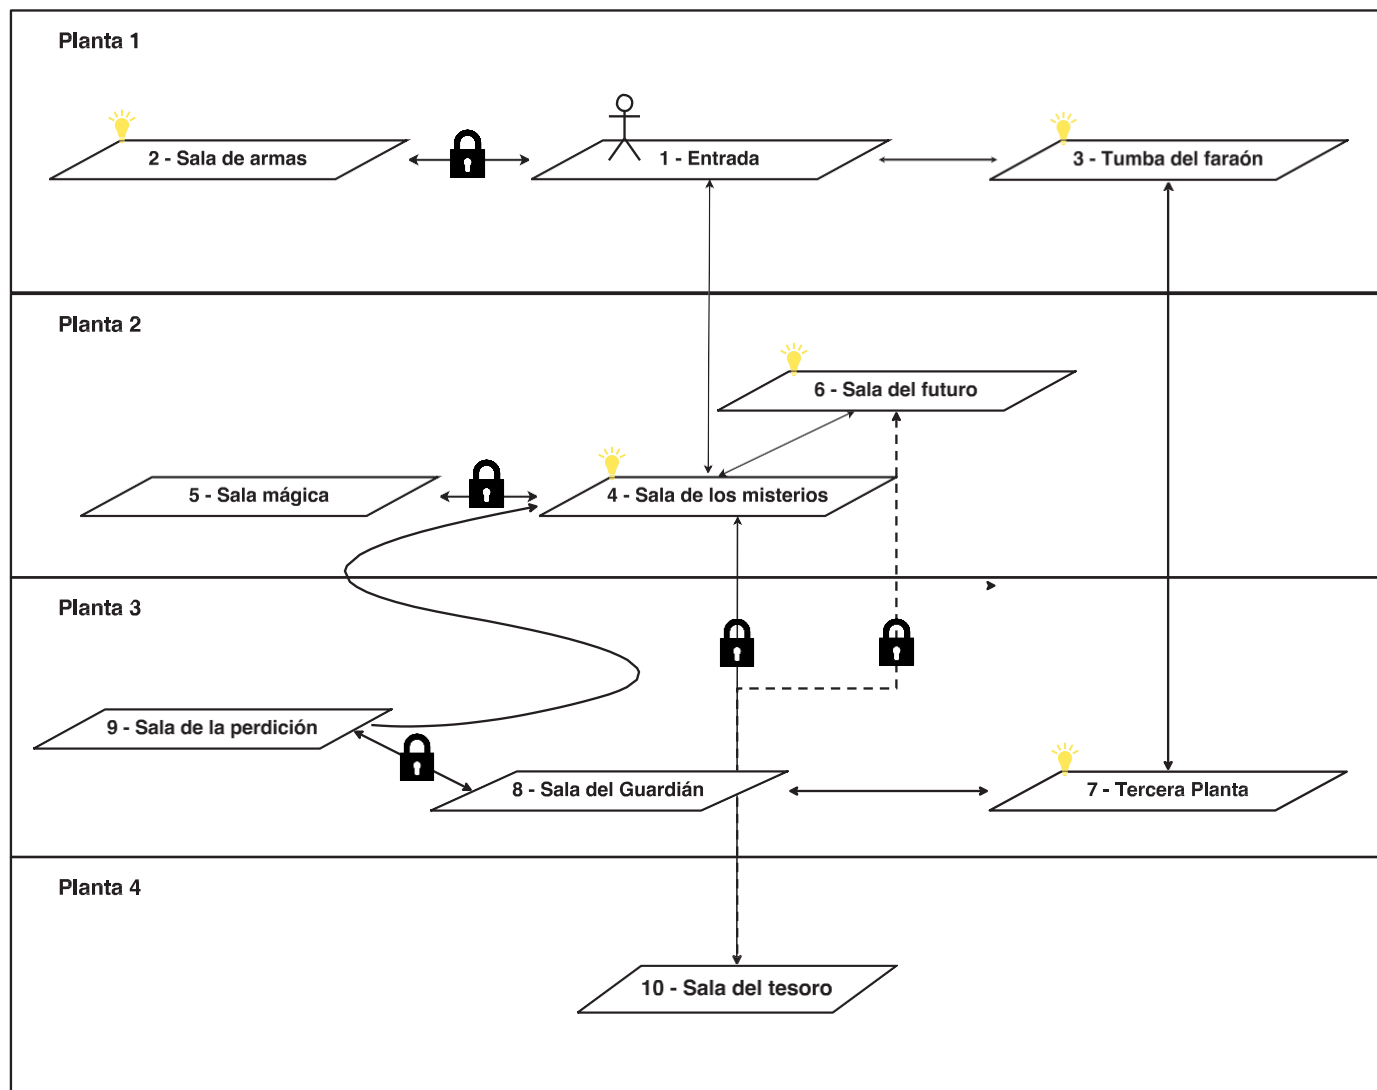 Planta 1
2 - Sala de armas
1 - Entrada
3 - Tumba del faraón
Planta 2
6 - Sala del futuro
5 - Sala mágica
4 - Sala de los misterios
Planta 3
9 - Sala de la perdición
8 - Sala del Guardián
7 - Tercera Planta
Planta 4
10 - Sala del tesoro